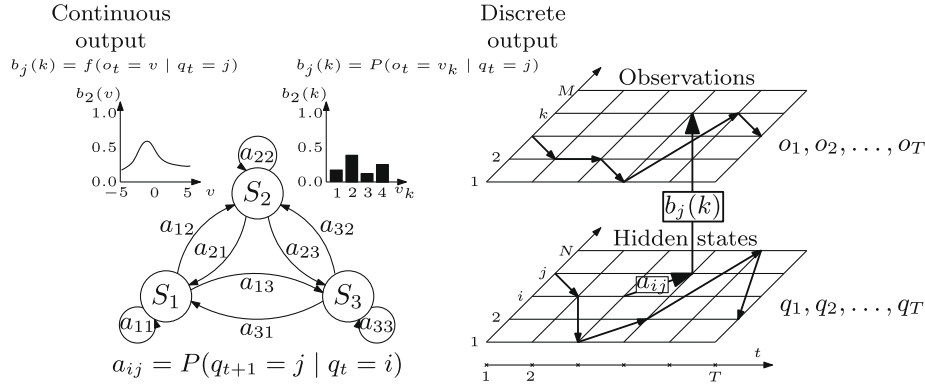 Continuous
output
b_j(k) = f(o_t = v | q_t = j)
b_2(v)
1.0
0.5
0.0
−5 0 5 v
Discrete
output
b_j(k) = P(o_t = v_k | q_t = j)
b_2(k)
1.0
0.5
0.0
1 2 3 4 v_k
a_22
S_2
a_12
a_21
a_23
a_32
a_13
S_1
S_3
a_31
a_11
a_33
a_ij = P(q_{t+1} = j | q_t = i)
Observations
M
k
2
1
o_1, o_2, . . . , o_T
b_j(k)
Hidden states
N
j
i
2
1
a_ij
q_1, q_2, . . . , q_T
t
1 2 T